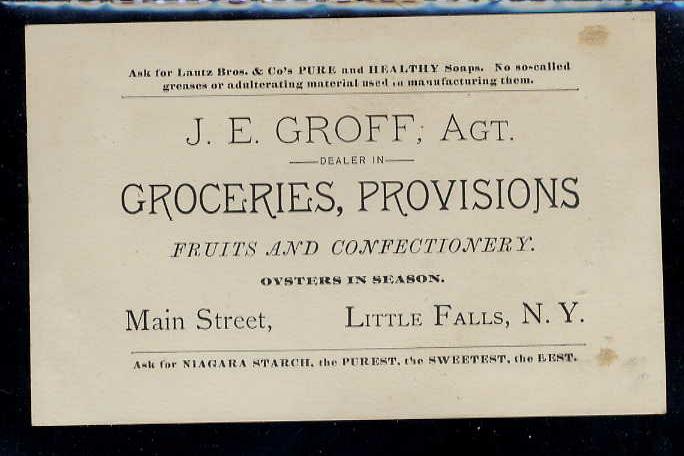 Ask for Lautz Bros. & Co's PURE and HEALTHY Soaps. No so-called
greases or adulterating material used in manufacturing them.
J. E. GROFF, AGT.
DEALER IN
GROCERIES, PROVISIONS
FRUITS AND CONFECTIONERY.
OYSTERS IN SEASON.
Main Street, LITTLE FALLS, N. Y.
Ask for NIAGARA STARCH, the PUREST, the SWEETEST, the BEST.